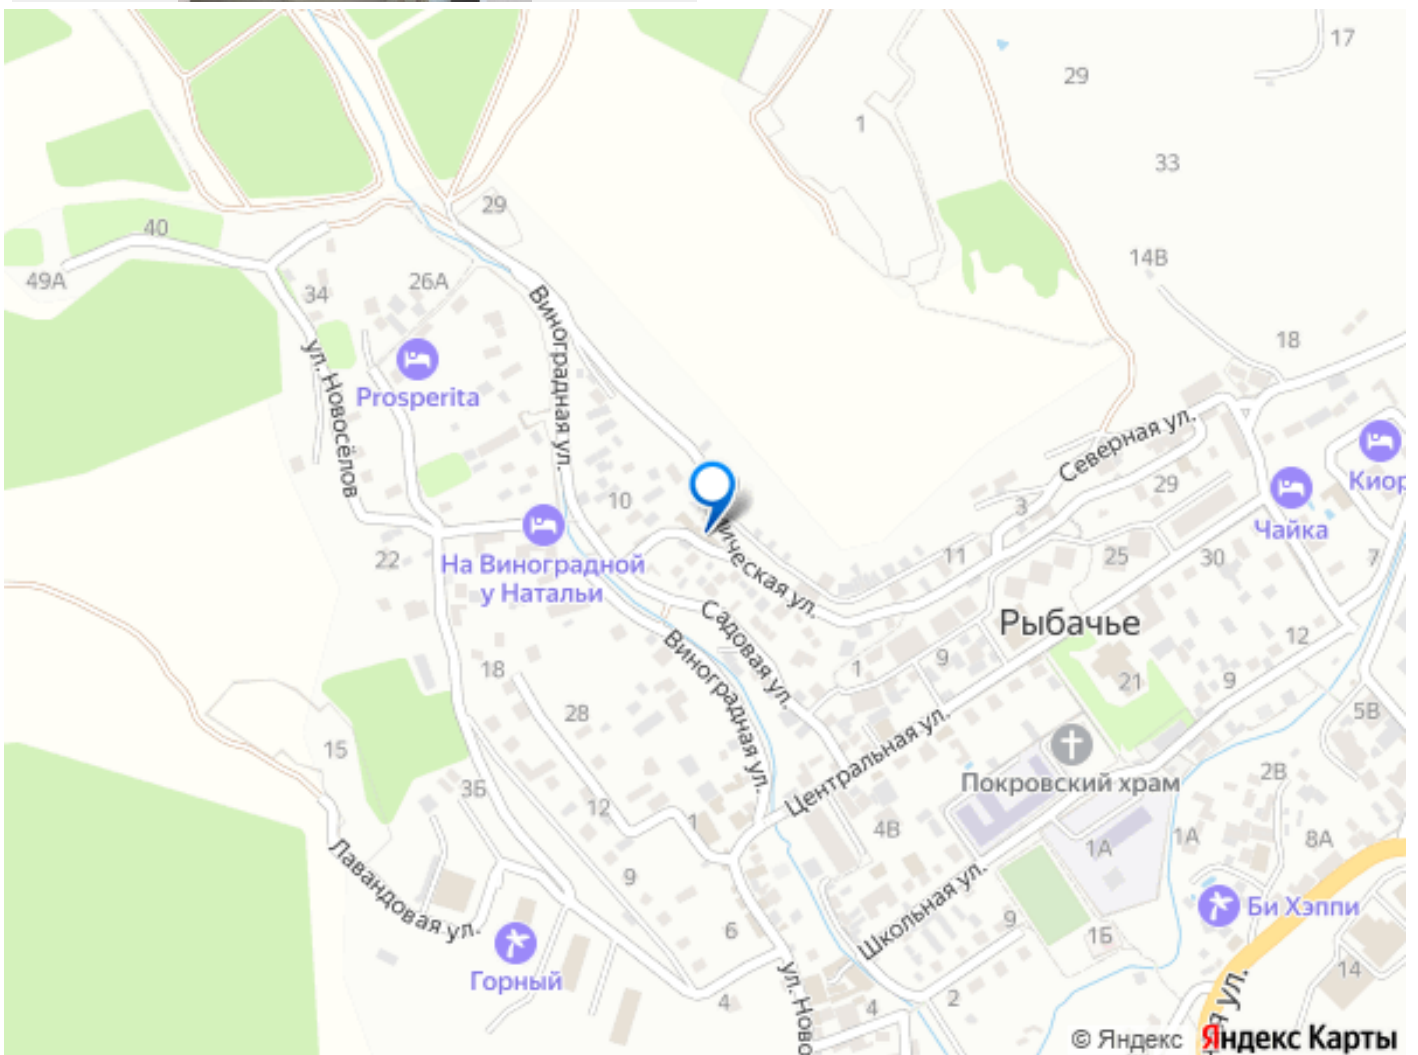 17
29
1
33
29
40
14В
49А
26А
34
18
Виноградная ул.
ул. Новосёлов
Prosperita
Северная ул.
Киор
10
3
29
Чайка
На Виноградной
у Натальи
22
11
25
30
7
ическая ул.
Садовая ул.
Рыбачье
12
1
9
18
Виноградная ул.
21
9
28
5В
15
Центральная ул.
Покровский храм
2В
3Б
12
1
4В
1А
1А
8А
Лавандовая ул.
9
Школьная ул.
9
Би Хэппи
6
1Б
Горный
14
4
ул. Ново
4
2
я ул.
© Яндекс Яндекс Карты